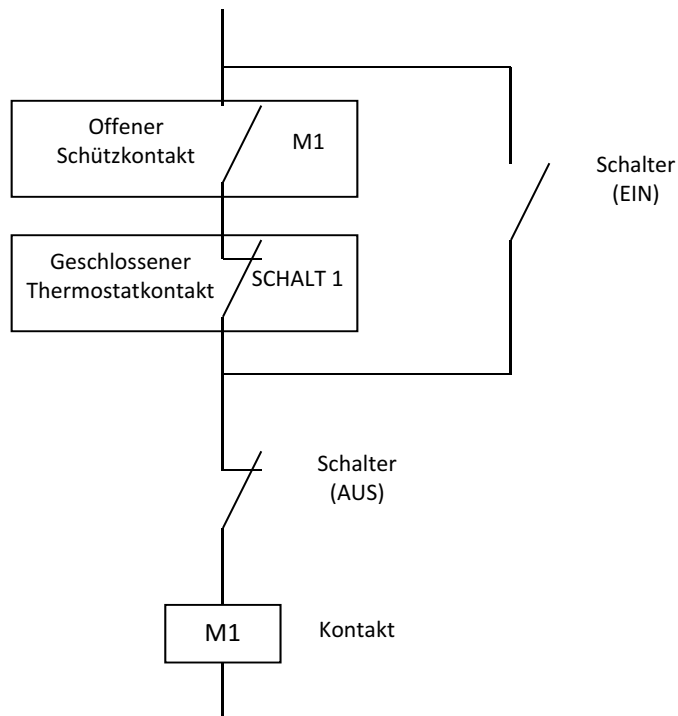 Offener
Schützkontakt
M1
Schalter
(EIN)
Geschlossener
Thermostatkontakt
SCHALT 1
Schalter
(AUS)
M1
Kontakt